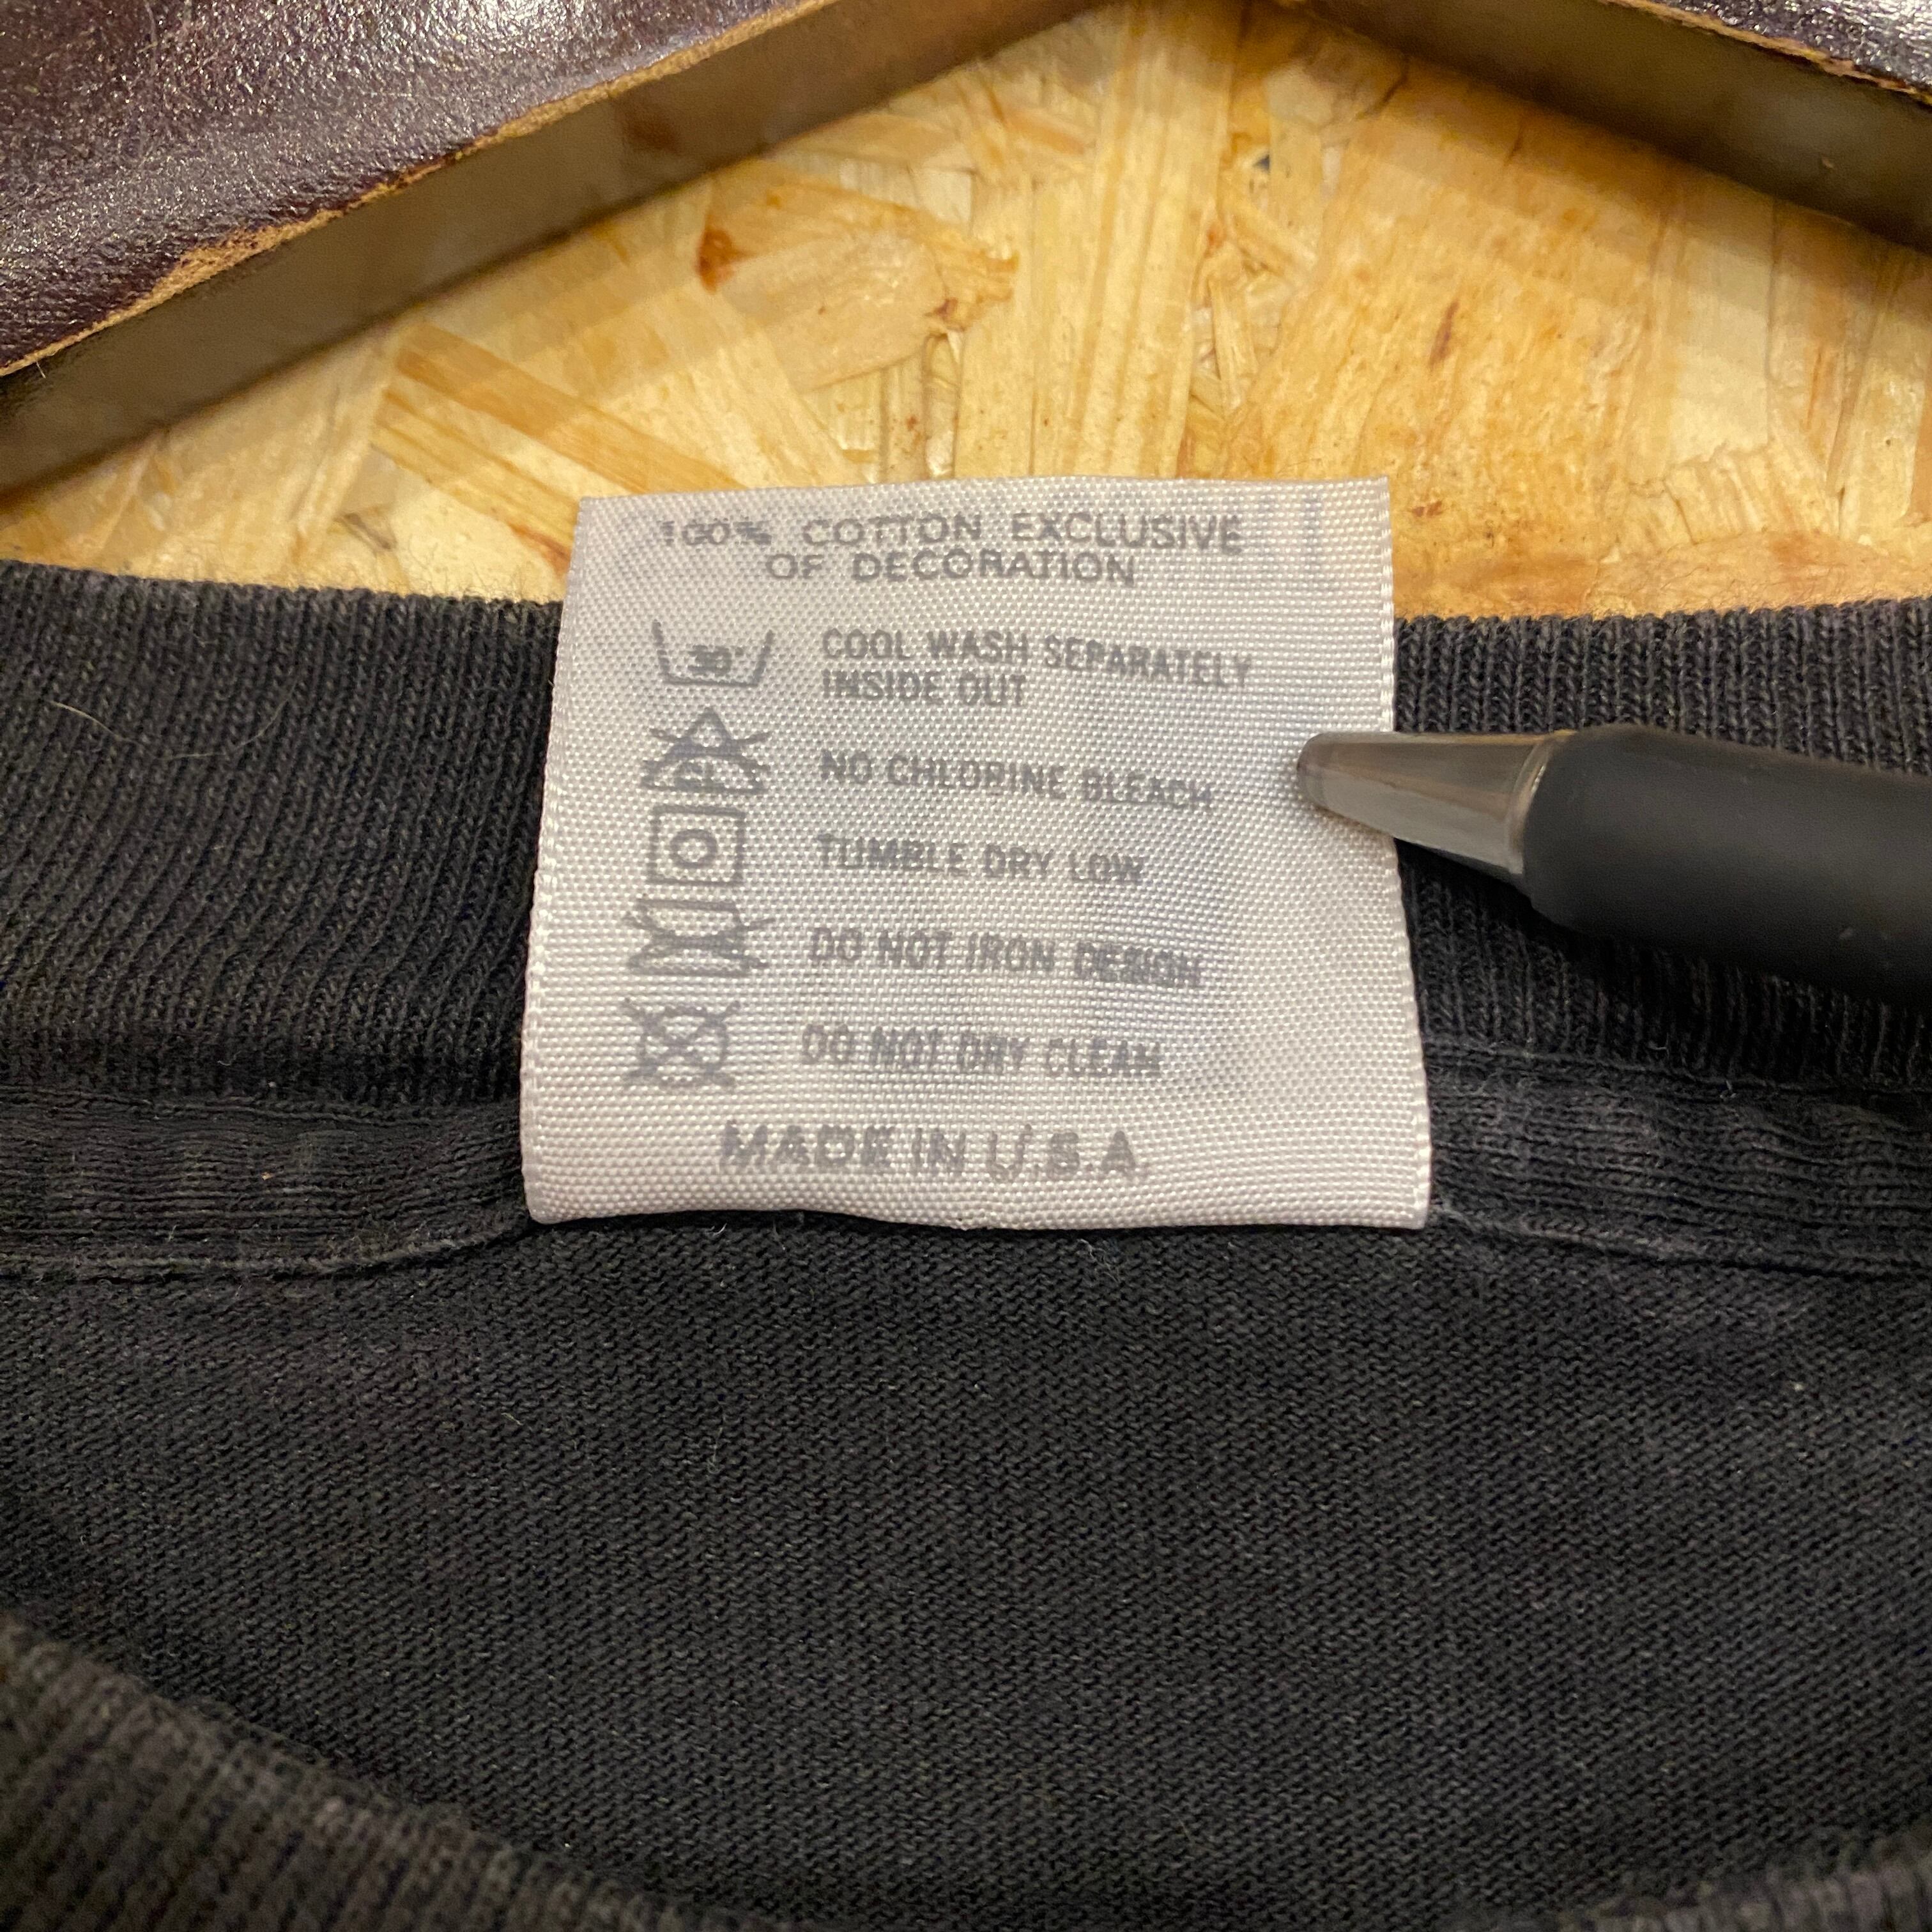 100% COTTON EXCLUSIVE
OF DECORATION
30°
COOL WASH SEPARATELY
INSIDE OUT
CL
NO CHLORINE BLEACH
TUMBLE DRY LOW
DO NOT IRON DESIGN
DO NOT DRY CLEAN
MADE IN U.S.A.